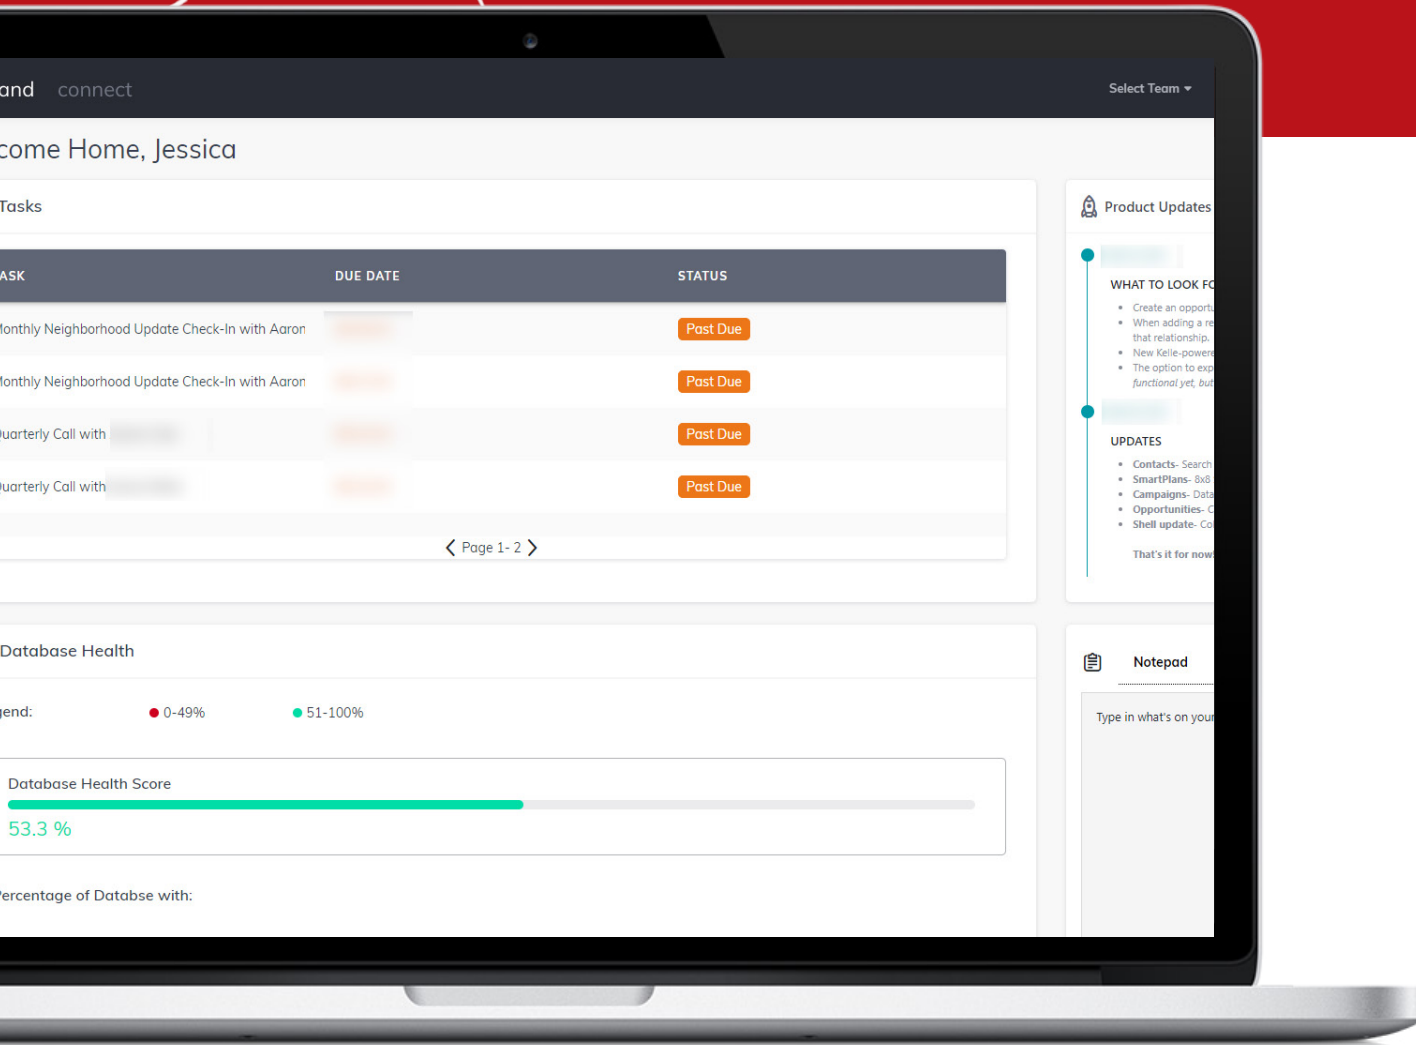 and connect
Select Team
come Home, Jessica
Tasks
ASK DUE DATE STATUS
Monthly Neighborhood Update Check-In with Aaron Past Due
Monthly Neighborhood Update Check-In with Aaron Past Due
Quarterly Call with Past Due
Quarterly Call with Past Due
Page 1- 2
Product Updates
WHAT TO LOOK FO
Create an opportu
When adding a re
that relationship.
New Kelle-powere
The option to exp
functional yet, but
UPDATES
Contacts- Search
SmartPlans- 8x8
Campaigns- Data
Opportunities- C
Shell update- Col
That's it for now!
Database Health
gend: 0-49% 51-100%
Database Health Score
53.3 %
Percentage of Databse with:
Notepad
Type in what's on your